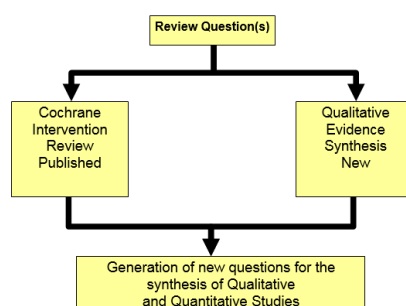 Review Question(s)
Cochrane
Intervention
Review
Published
Qualitative
Evidence
Synthesis
New
Generation of new questions for the
synthesis of Qualitative
and Quantitative Studies